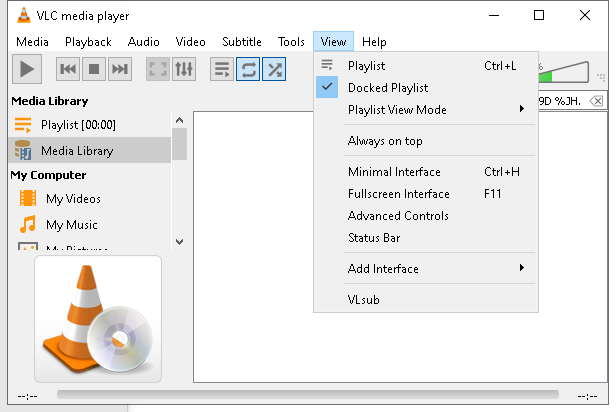 VLC media player
Media Playback Audio Video Subtitle Tools View Help
%
Media Library
Playlist [00:00]
Media Library
My Computer
My Videos
My Music
My Pictures
Playlist Ctrl+L
Docked Playlist
Playlist View Mode
Always on top
Minimal Interface Ctrl+H
Fullscreen Interface F11
Advanced Controls
Status Bar
Add Interface
VLsub
9D %JH.
--:-- --:--